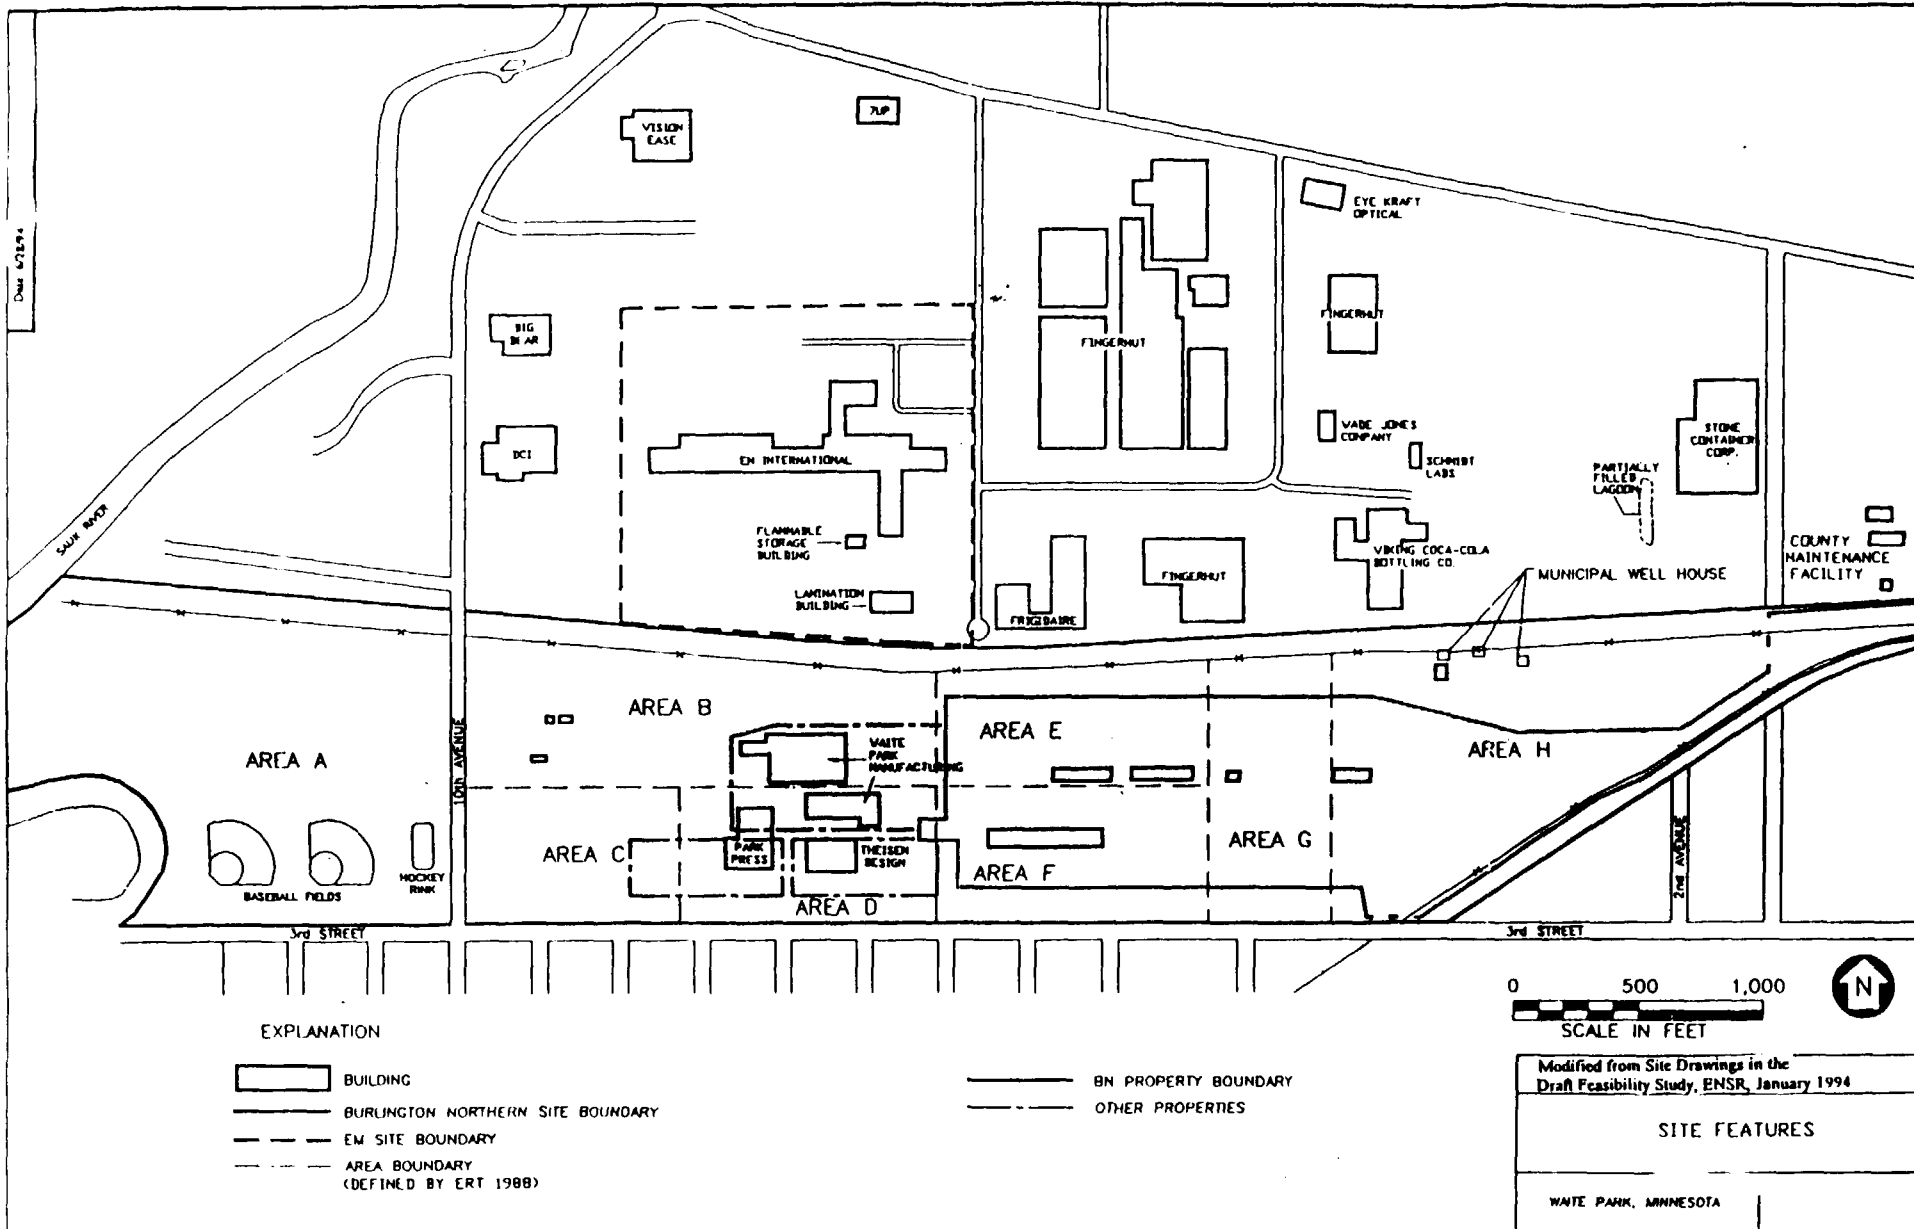 Date 6/22/94
VISION
EASE
7UP
EYE KRAFT
OPTICAL
BIG
BEAR
FINGERHUT
FINGERHUT
DCI
EM INTERNATIONAL
WADE JONES
COMPANY
SCHMIDT
LABS
PARTIALLY
FILLED
LAGOON
STONE
CONTAINER
CORP.
SAUK RIVER
FLAMMABLE
STORAGE
BUILDING
LAMINATION
BUILDING
FRIGIDAIRE
FINGERHUT
VIKING COCA-COLA
BOTTLING CO.
MUNICIPAL WELL HOUSE
COUNTY
MAINTENANCE
FACILITY
AREA A
10th AVENUE
AREA B
WAITE
PARK
MANUFACTURING
AREA E
AREA H
AREA C
PARK
PRESS
THEISEN
DESIGN
AREA D
AREA F
AREA G
2nd AVENUE
BASEBALL FIELDS
HOCKEY
RINK
3rd STREET
3rd STREET
0 500 1,000
SCALE IN FEET
N
EXPLANATION
BUILDING
BURLINGTON NORTHERN SITE BOUNDARY
EM SITE BOUNDARY
AREA BOUNDARY
(DEFINED BY ERT 1988)
BN PROPERTY BOUNDARY
OTHER PROPERTIES
Modified from Site Drawings in the
Draft Feasibility Study, ENSR, January 1994
SITE FEATURES
WAITE PARK, MINNESOTA